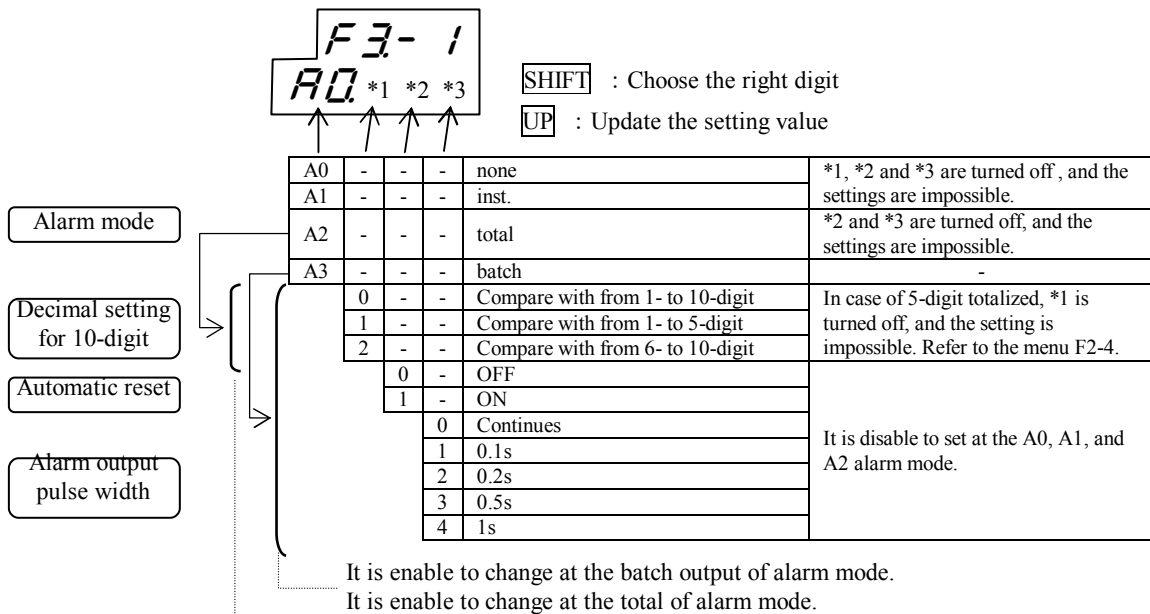 F3.- 1
A0. *1 *2 *3
SHIFT : Choose the right digit
UP : Update the setting value
A0 - - - none *1, *2 and *3 are turned off , and the
A1 - - - inst. settings are impossible.
Alarm mode
A2 - - - total *2 and *3 are turned off, and the
settings are impossible.
A3 - - - batch -
Decimal setting
for 10-digit
0 - - Compare with from 1- to 10-digit In case of 5-digit totalized, *1 is
1 - - Compare with from 1- to 5-digit turned off, and the setting is
2 - - Compare with from 6- to 10-digit impossible. Refer to the menu F2-4.
Automatic reset
0 - OFF
1 - ON
Alarm output
pulse width
0 Continues
1 0.1s
2 0.2s
3 0.5s
4 1s
It is disable to set at the A0, A1, and
A2 alarm mode.
It is enable to change at the batch output of alarm mode.
It is enable to change at the total of alarm mode.